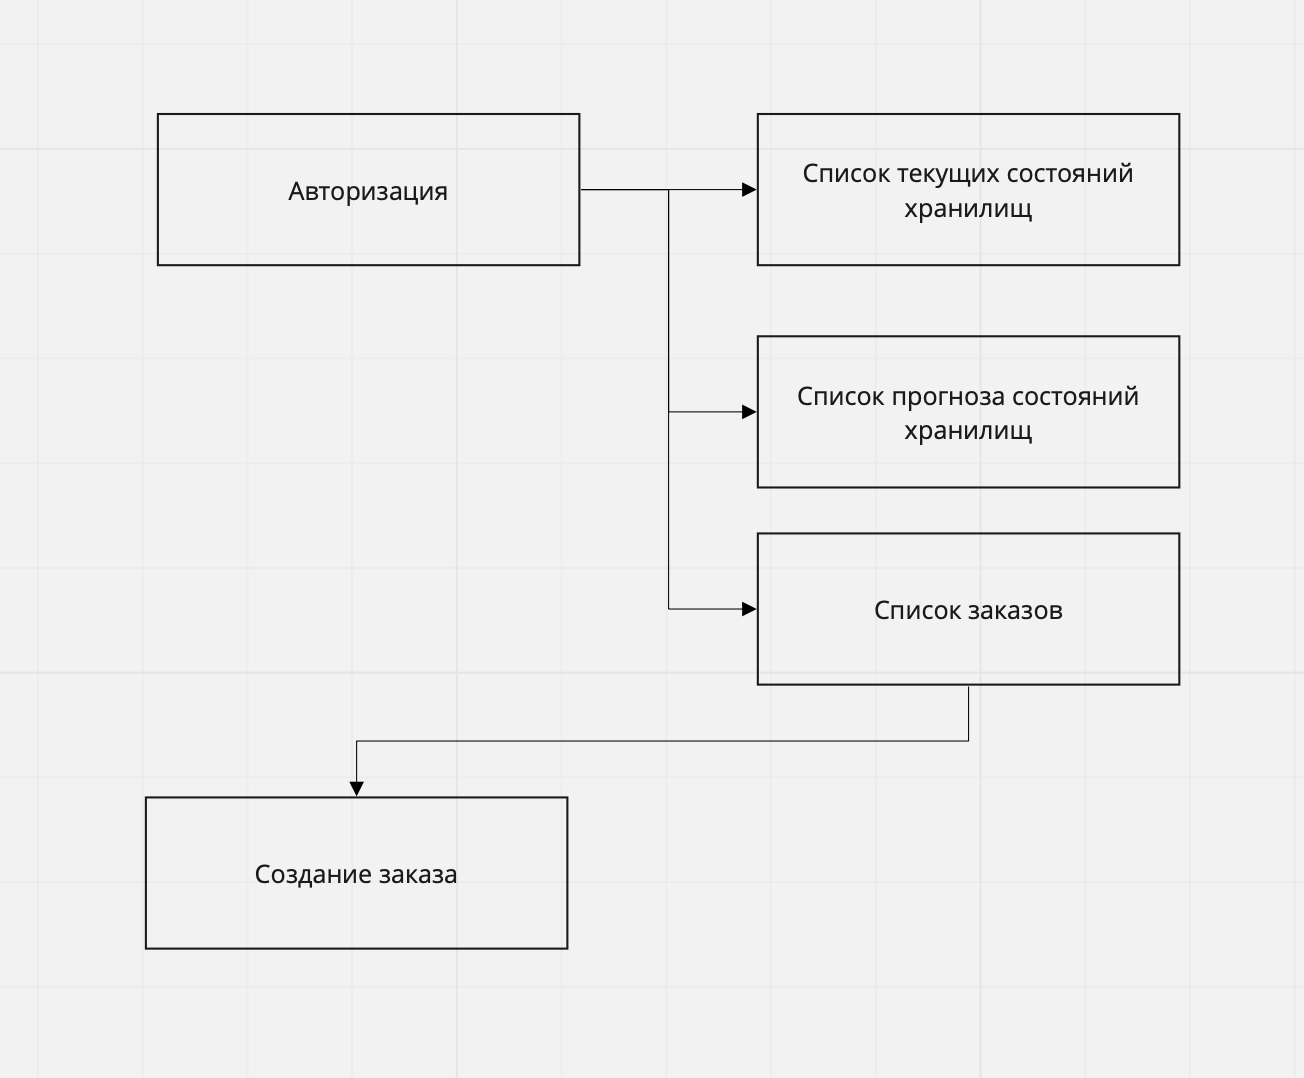 Авторизация
Список текущих состояний
хранилищ
Список прогноза состояний
хранилищ
Список заказов
Создание заказа